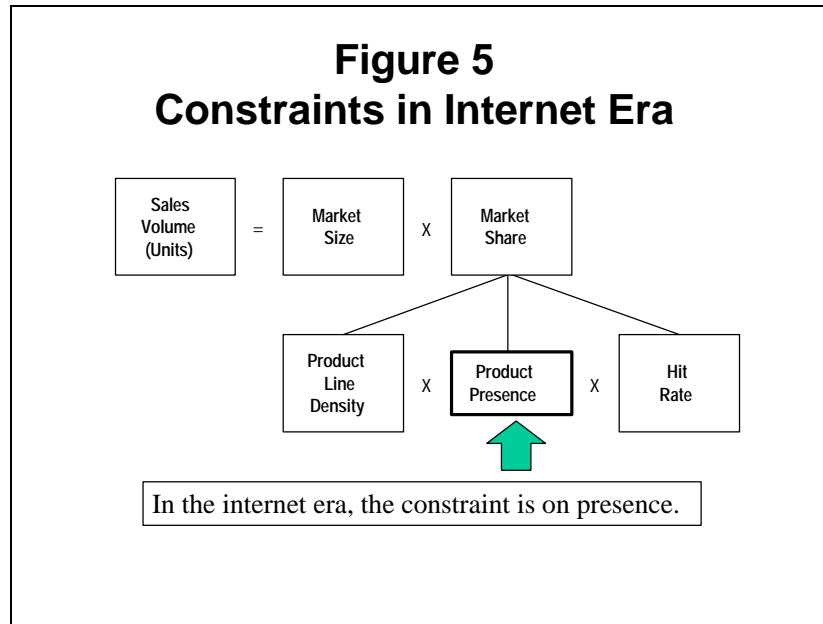 Figure 5
Constraints in Internet Era
Sales
Volume
(Units)
=
Market
Size
X
Market
Share
Product
Line
Density
X
Product
Presence
X
Hit
Rate
In the internet era, the constraint is on presence.